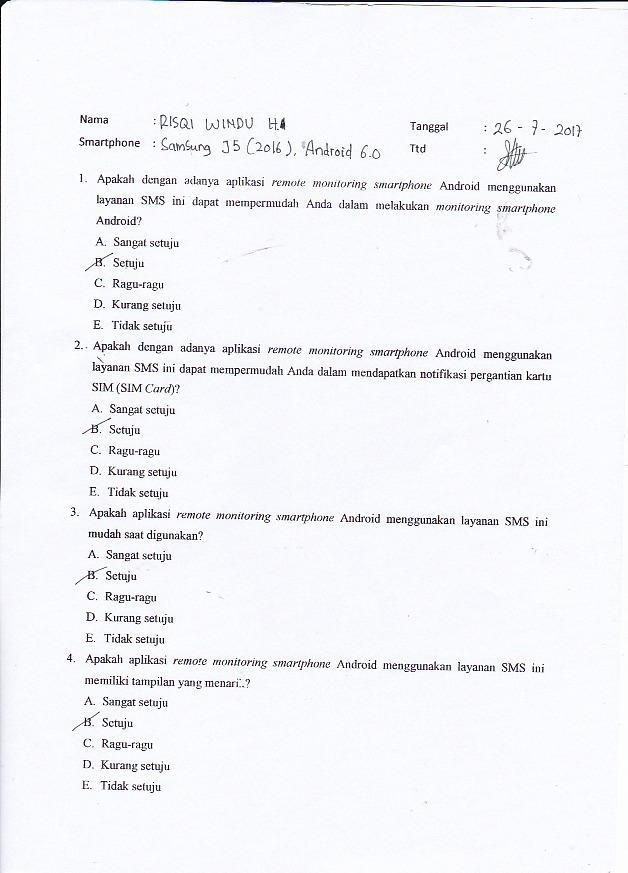 Nama : RISQI WINDU H.A
Tanggal : 26 - 7 - 2017
Smartphone : Samsung J5 (2016), Android 6.0
Ttd :
1. Apakah dengan adanya aplikasi remote monitoring smartphone Android menggunakan
layanan SMS ini dapat mempermudah Anda dalam melakukan monitoring smartphone
Android?
A. Sangat setuju
B. Setuju
C. Ragu-ragu
D. Kurang setuju
E. Tidak setuju
2. Apakah dengan adanya aplikasi remote monitoring smartphone Android menggunakan
layanan SMS ini dapat mempermudah Anda dalam mendapatkan notifikasi pergantian kartu
SIM (SIM Card)?
A. Sangat setuju
B. Setuju
C. Ragu-ragu
D. Kurang setuju
E. Tidak setuju
3. Apakah aplikasi remote monitoring smartphone Android menggunakan layanan SMS ini
mudah saat digunakan?
A. Sangat setuju
B. Setuju
C. Ragu-ragu
D. Kurang setuju
E. Tidak setuju
4. Apakah aplikasi remote monitoring smartphone Android menggunakan layanan SMS ini
memiliki tampilan yang menarik?
A. Sangat setuju
B. Setuju
C. Ragu-ragu
D. Kurang setuju
E. Tidak setuju